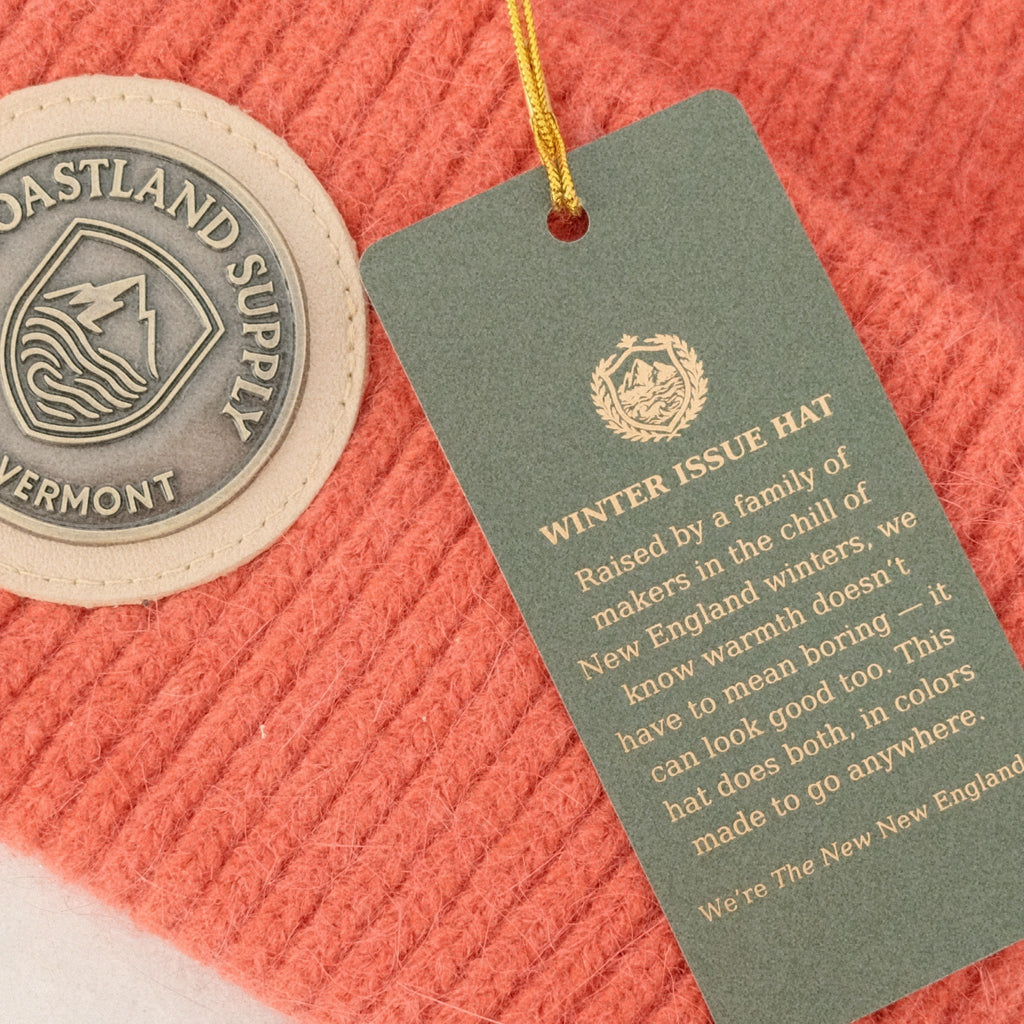 OASTLAND SUPPLY
VERMONT
WINTER ISSUE HAT
Raised by a family of
makers in the chill of
New England winters, we
know warmth doesn't
have to mean boring — it
can look good too. This
hat does both, in colors
made to go anywhere.
We're The New New England